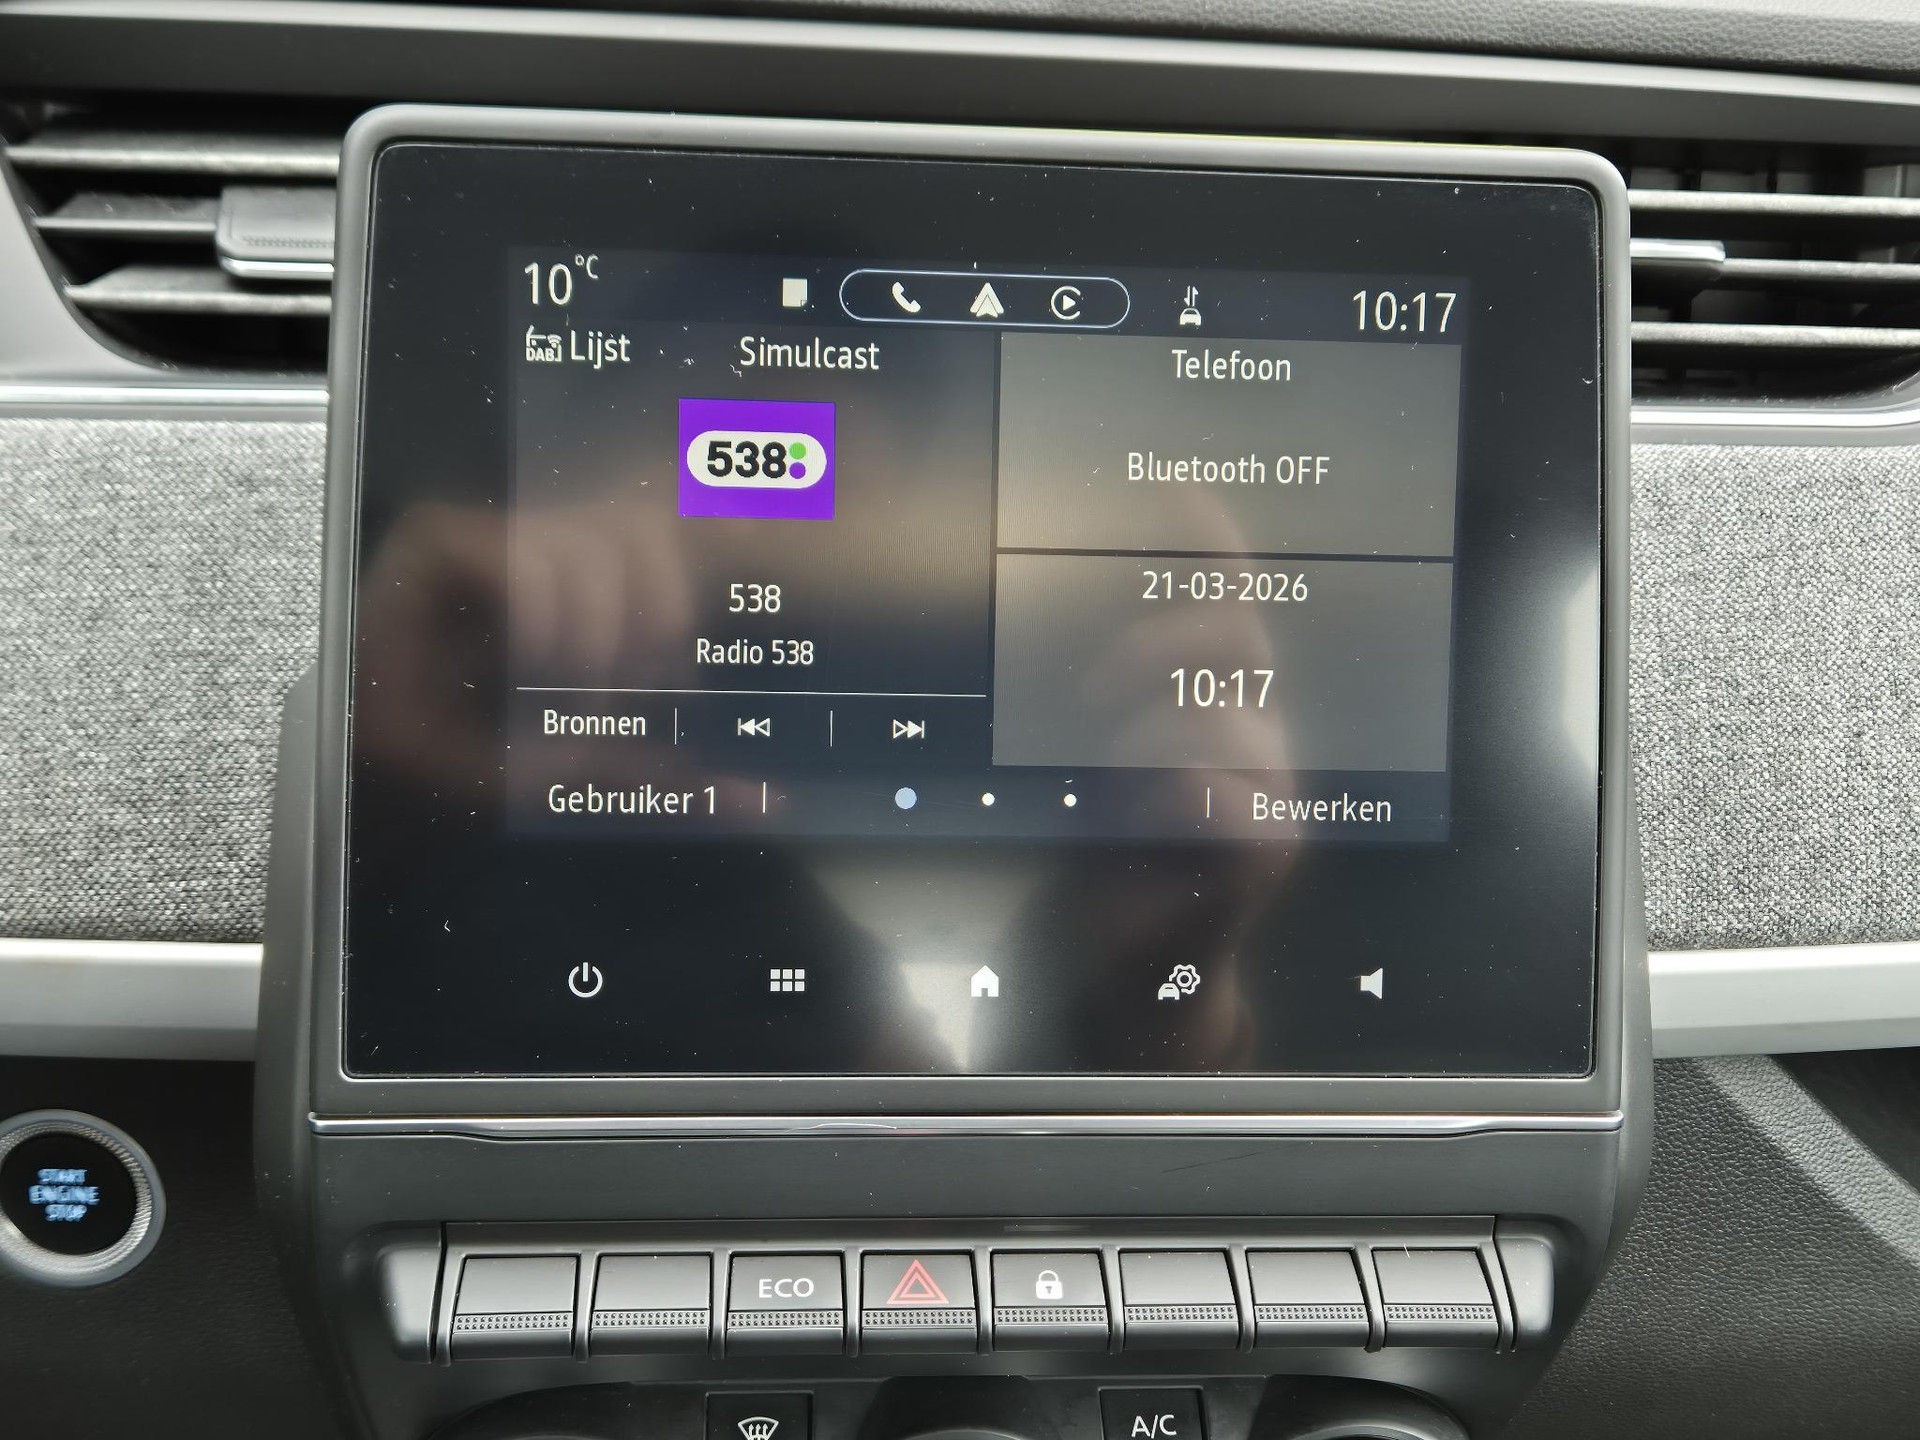 10°C
10:17
DAB Lijst
Simulcast
Telefoon
538
Bluetooth OFF
538
21-03-2026
Radio 538
10:17
Bronnen
Gebruiker 1
Bewerken
START
ENGINE
STOP
ECO
A/C